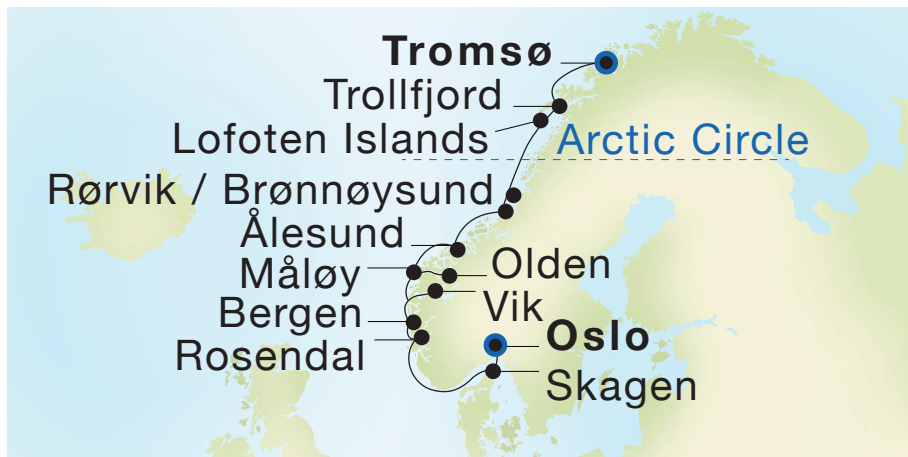 Tromsø
Trollfjord
Lofoten Islands
Arctic Circle
Rørvik / Brønnøysund
Ålesund
Måløy
Olden
Vik
Bergen
Rosendal
Oslo
Skagen